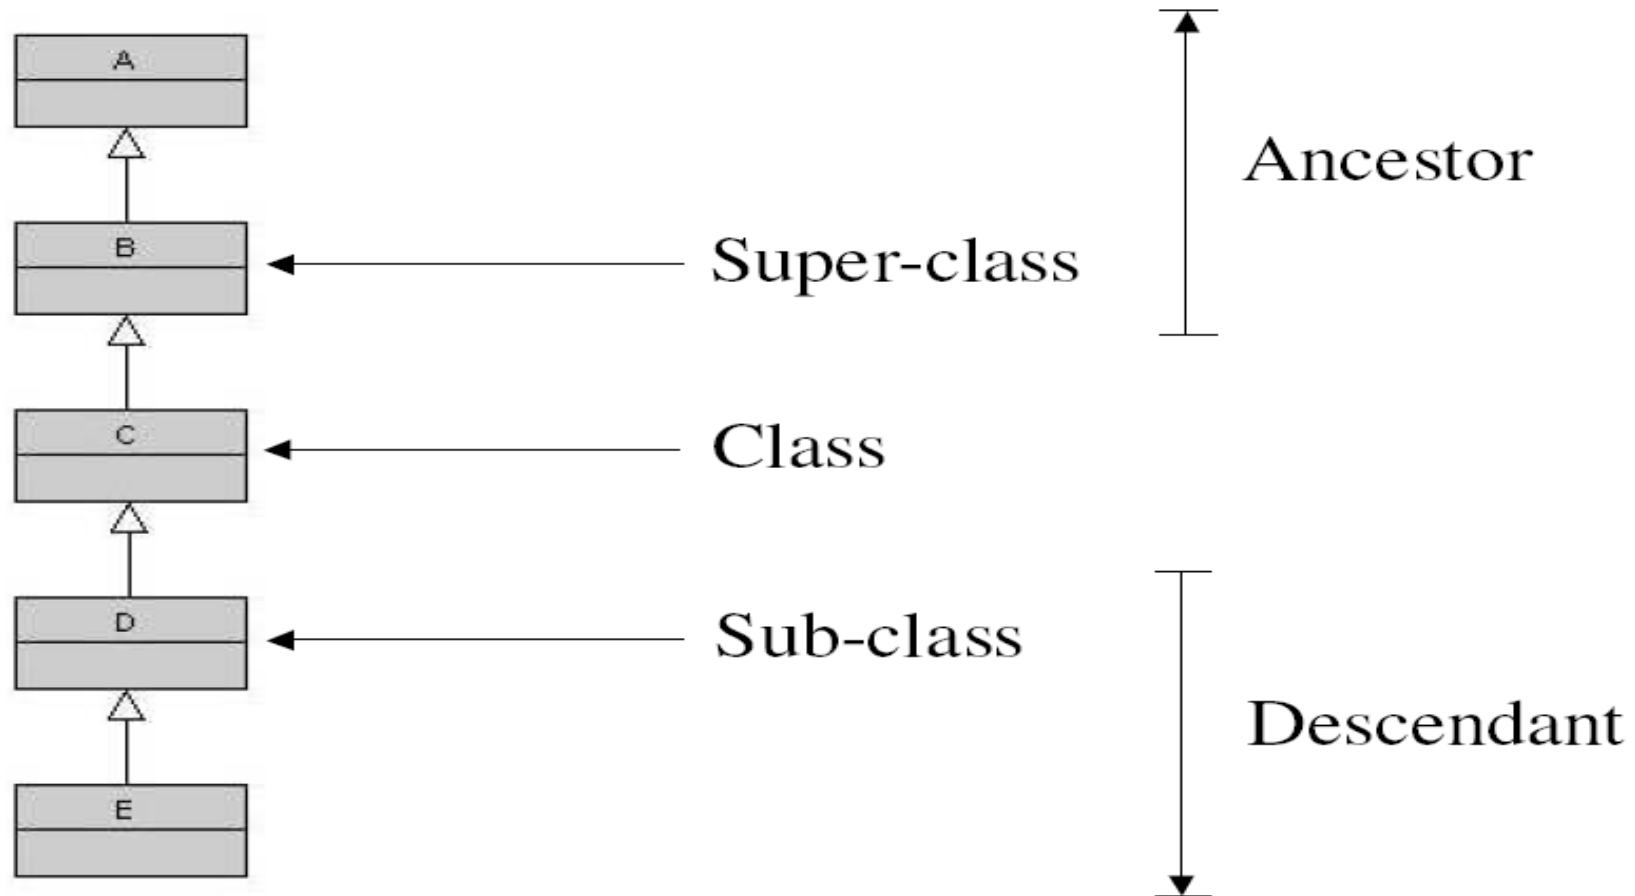 A
Ancestor
B
Super-class
C
Class
D
Sub-class
Descendant
E